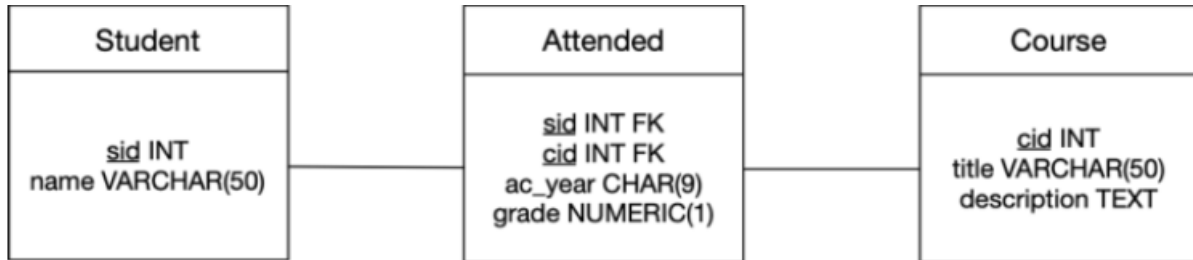 Student
sid INT
name VARCHAR(50)
Attended
sid INT FK
cid INT FK
ac_year CHAR(9)
grade NUMERIC(1)
Course
cid INT
title VARCHAR(50)
description TEXT